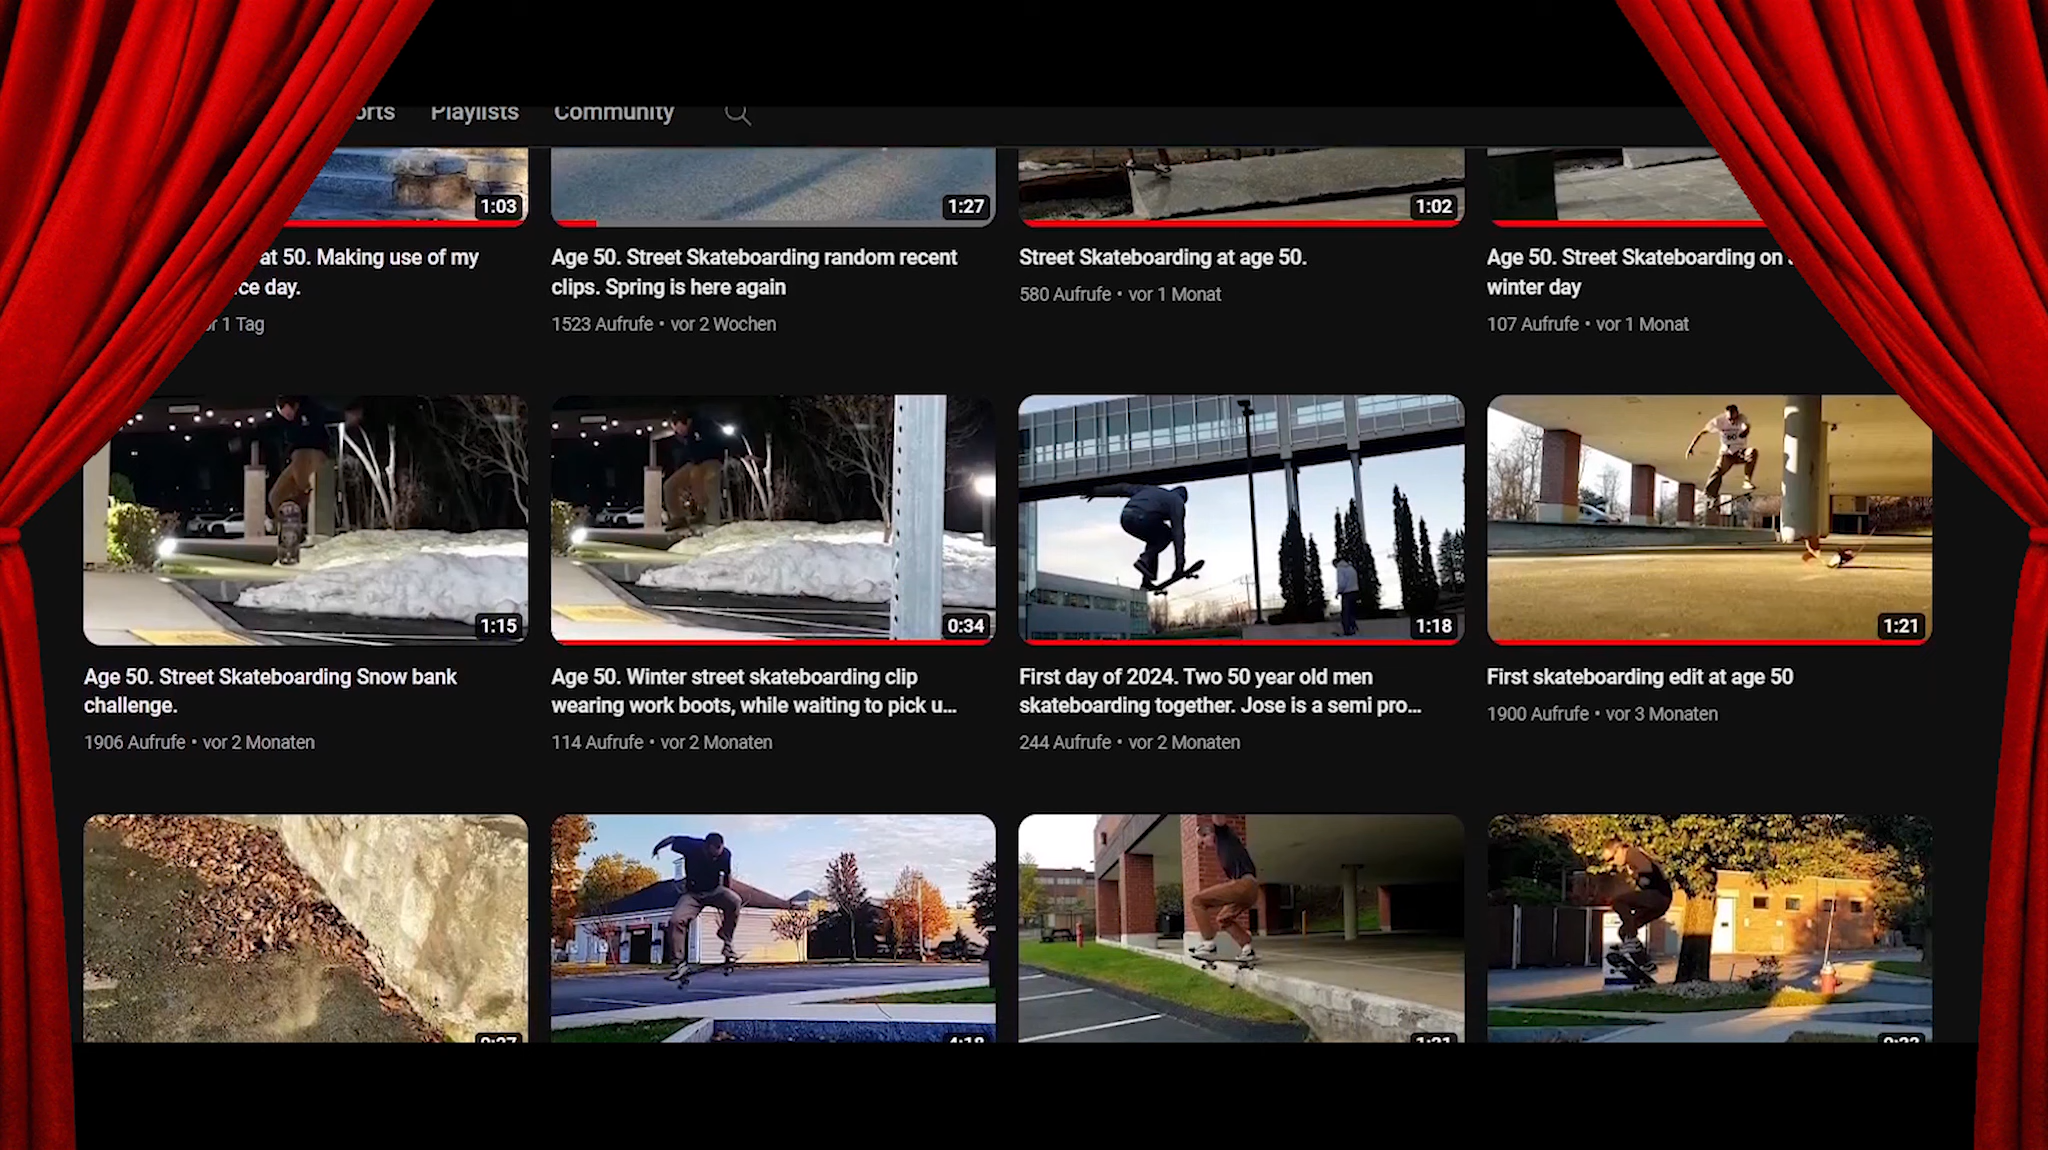 Playlists
Community
1:03
1:27
1:02
at 50. Making use of my
day.
1 Tag
Age 50. Street Skateboarding random recent
clips. Spring is here again
1523 Aufrufe • vor 2 Wochen
Street Skateboarding at age 50.
580 Aufrufe • vor 1 Monat
Age 50. Street Skateboarding on
winter day
107 Aufrufe • vor 1 Monat
1:15
0:34
1:18
1:21
Age 50. Street Skateboarding Snow bank
challenge.
1906 Aufrufe • vor 2 Monaten
Age 50. Winter street skateboarding clip
wearing work boots, while waiting to pick u...
114 Aufrufe • vor 2 Monaten
First day of 2024. Two 50 year old men
skateboarding together. Jose is a semi pro...
244 Aufrufe • vor 2 Monaten
First skateboarding edit at age 50
1900 Aufrufe • vor 3 Monaten